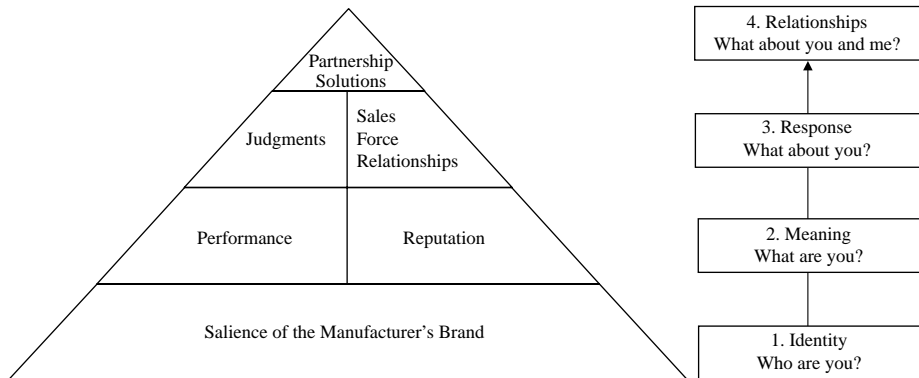 Partnership
Solutions
Judgments
Sales
Force
Relationships
Performance
Reputation
Salience of the Manufacturer’s Brand
4. Relationships
What about you and me?
3. Response
What about you?
2. Meaning
What are you?
1. Identity
Who are you?